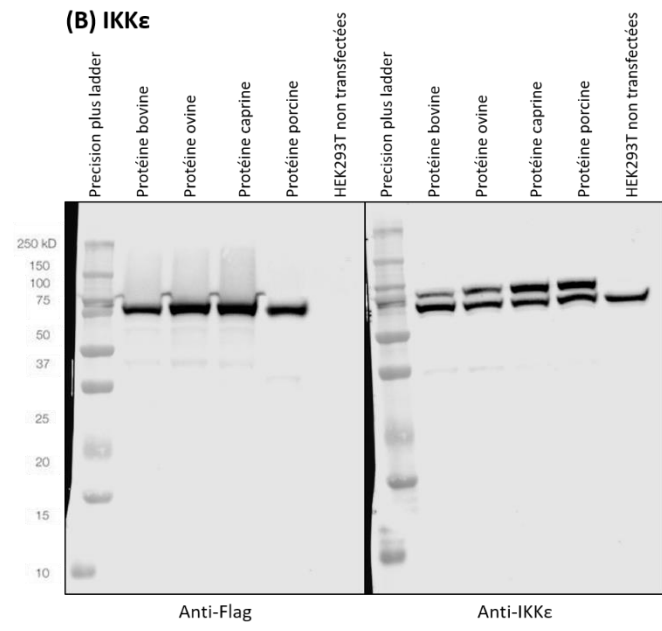 (B) IKKε
Precision plus ladder
Protéine bovine
Protéine ovine
Protéine caprine
Protéine porcine
HEK293T non transfectées
Precision plus ladder
Protéine bovine
Protéine ovine
Protéine caprine
Protéine porcine
HEK293T non transfectées
250 kD
150
100
75
50
37
25
20
15
10
Anti-Flag
Anti-IKKε